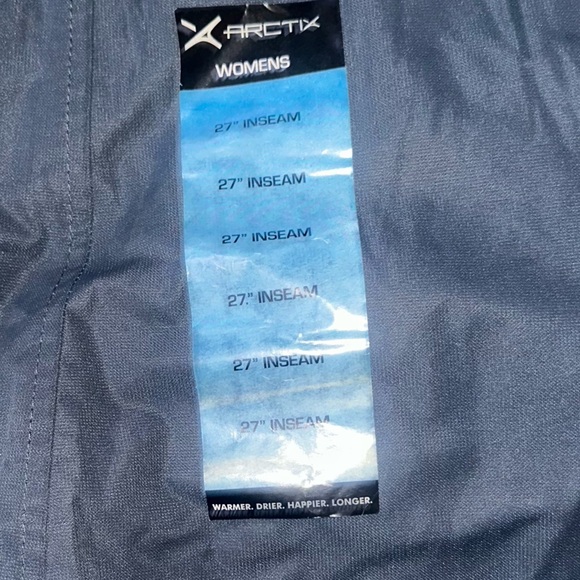 ARCTIX
WOMENS
27" INSEAM
27" INSEAM
27" INSEAM
27." INSEAM
27" INSEAM
27" INSEAM
WARMER. DRIER. HAPPIER. LONGER.